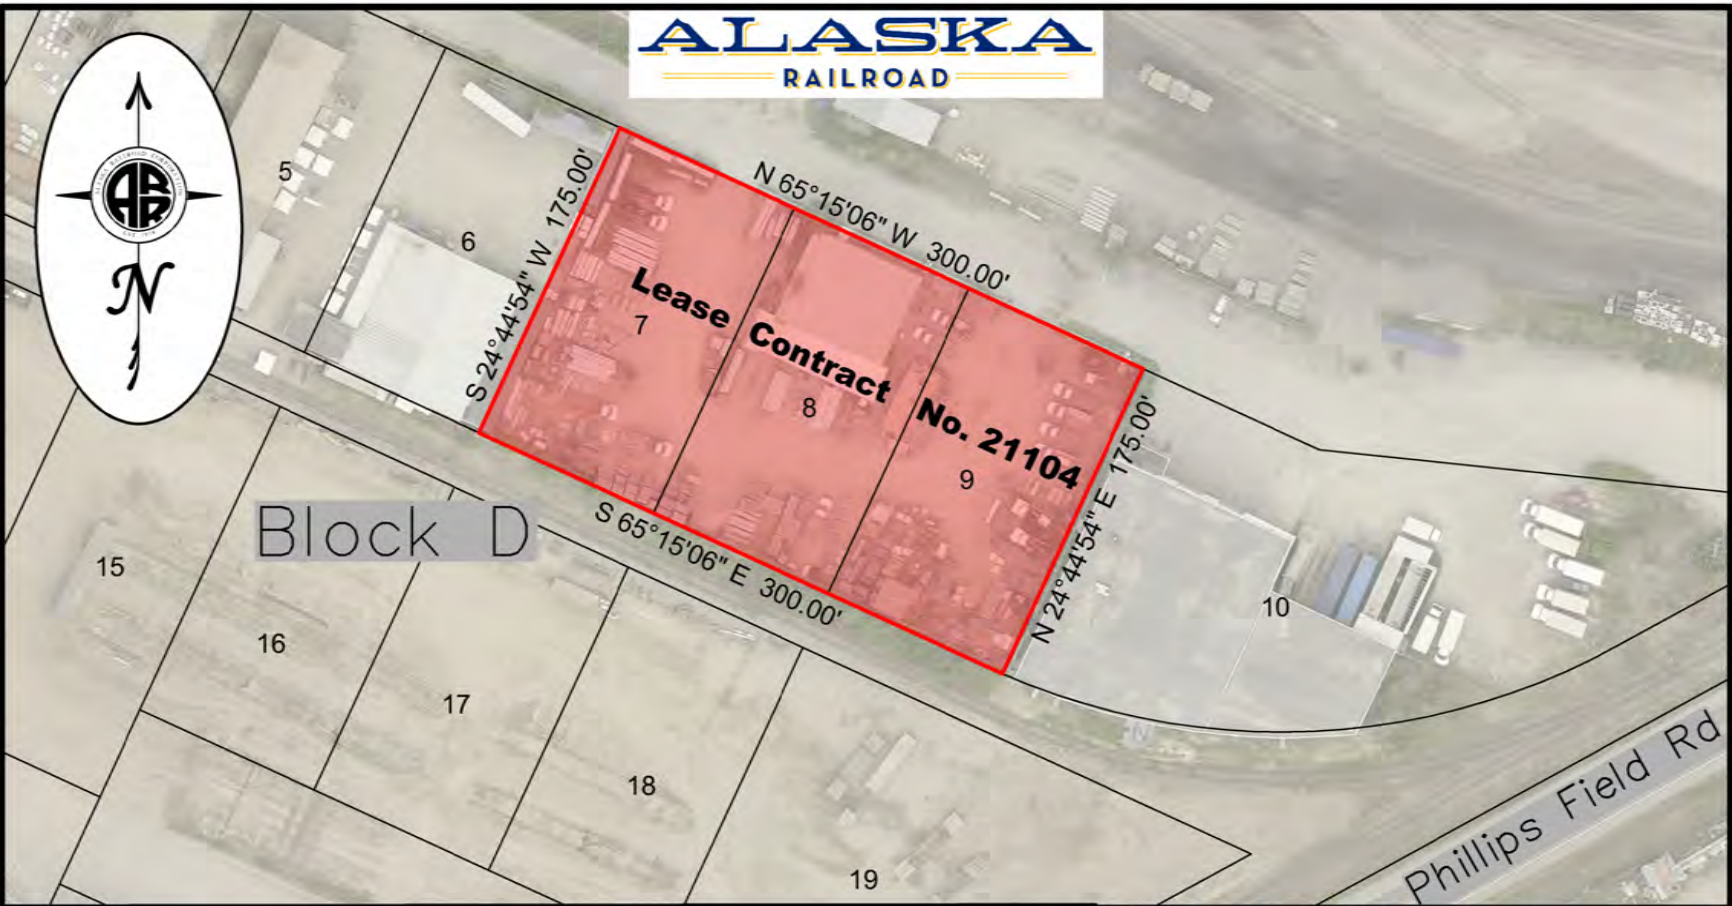 ALASKA
RAILROAD
N
5
6
S 24°44'54" W 175.00'
N 65°15'06" W 300.00'
Lease Contract No. 21104
7
8
9
N 24°44'54" E 175.00'
S 65°15'06" E 300.00'
Block D
10
15
16
17
18
19
Phillips Field Rd